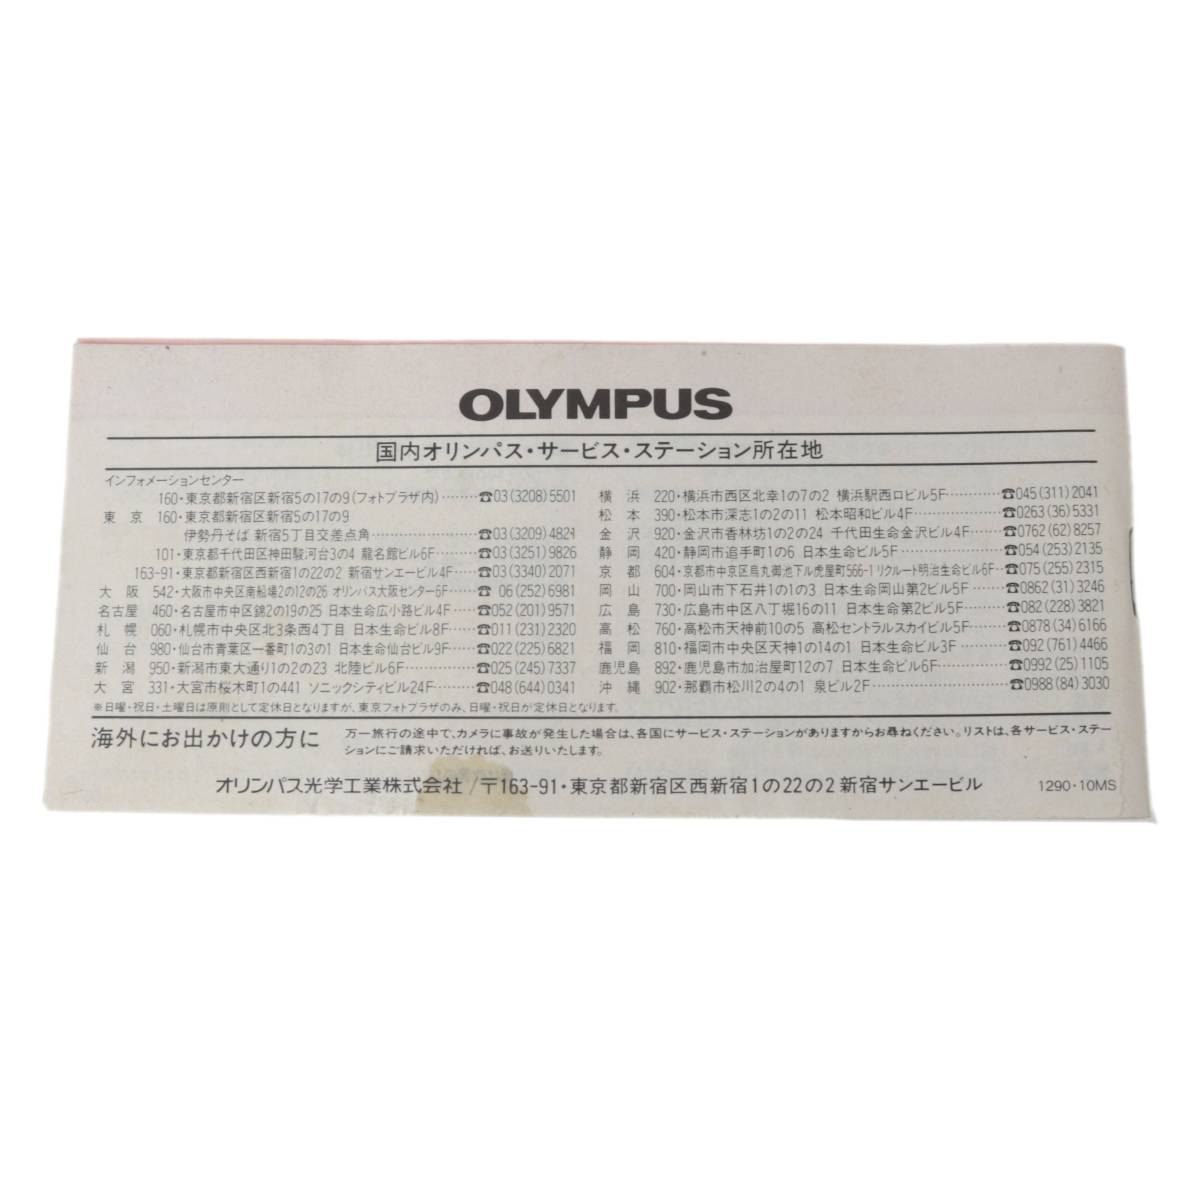 OLYMPUS
国内オリンパス・サービス・ステーション所在地
インフォメーションセンター
160・東京都新宿区新宿5の17の9(フォトプラザ内)········☎03(3208)5501
東京 160・東京都新宿区新宿5の17の9
伊勢丹そば 新宿5丁目交差点角··················☎03(3209)4824
101・東京都千代田区神田駿河台3の4 龍名館ビル6F·······☎03(3251)9826
163-91・東京都新宿区西新宿1の22の2 新宿サンエービル4F·····☎03(3340)2071
大阪 542・大阪市中央区南船場2の12の26 オリンパス大阪センター6F·····☎06(252)6981
名古屋 460・名古屋市中区錦2の19の25 日本生命広小路ビル4F·····☎052(201)9571
札幌 060・札幌市中央区北3条西4丁目 日本生命ビル8F·····☎011(231)2320
仙台 980・仙台市青葉区一番町1の3の1 日本生命仙台ビル9F·····☎022(225)6821
新潟 950・新潟市東大通り1の2の23 北陸ビル6F··········☎025(245)7337
大宮 331・大宮市桜木町1の441 ソニックシティビル24F·······☎048(644)0341
横浜 220・横浜市西区北幸1の7の2 横浜駅西口ビル5F··········☎045(311)2041
松本 390・松本市深志1の2の11 松本昭和ビル4F··········☎0263(36)5331
金沢 920・金沢市香林坊1の2の24 千代田生命金沢ビル4F·····☎0762(62)8257
静岡 420・静岡市追手町1の6 日本生命ビル5F··········☎054(253)2135
京都 604・京都市中京区烏丸御池下ル虎屋町566-1リクルート明治生命ビル6F··☎075(255)2315
岡山 700・岡山市下石井1の1の3 日本生命岡山第2ビル5F·····☎0862(31)3246
広島 730・広島市中区八丁堀16の11 日本生命第2ビル5F·····☎082(228)3821
高松 760・高松市天神前10の5 高松セントラルスカイビル5F·····☎0878(34)6166
福岡 810・福岡市中央区天神1の14の1 日本生命ビル3F·····☎092(761)4466
鹿児島 892・鹿児島市加治屋町12の7 日本生命ビル6F·······☎0992(25)1105
沖縄 902・那覇市松川2の4の1 泉ビル2F··············☎0988(84)3030
※日曜・祝日・土曜日は原則として定休日となりますが、東京フォトプラザのみ、日曜・祝日が定休日となります。
海外にお出かけの方に
万一旅行の途中で、カメラに事故が発生した場合は、各国にサービス・ステーションがありますからお尋ねください。リストは、各サービス・ステー
ションにご請求いただければ、お送りいたします。
オリンパス光学工業株式会社/〒163-91・東京都新宿区西新宿1の22の2新宿サンエービル
1290・10MS